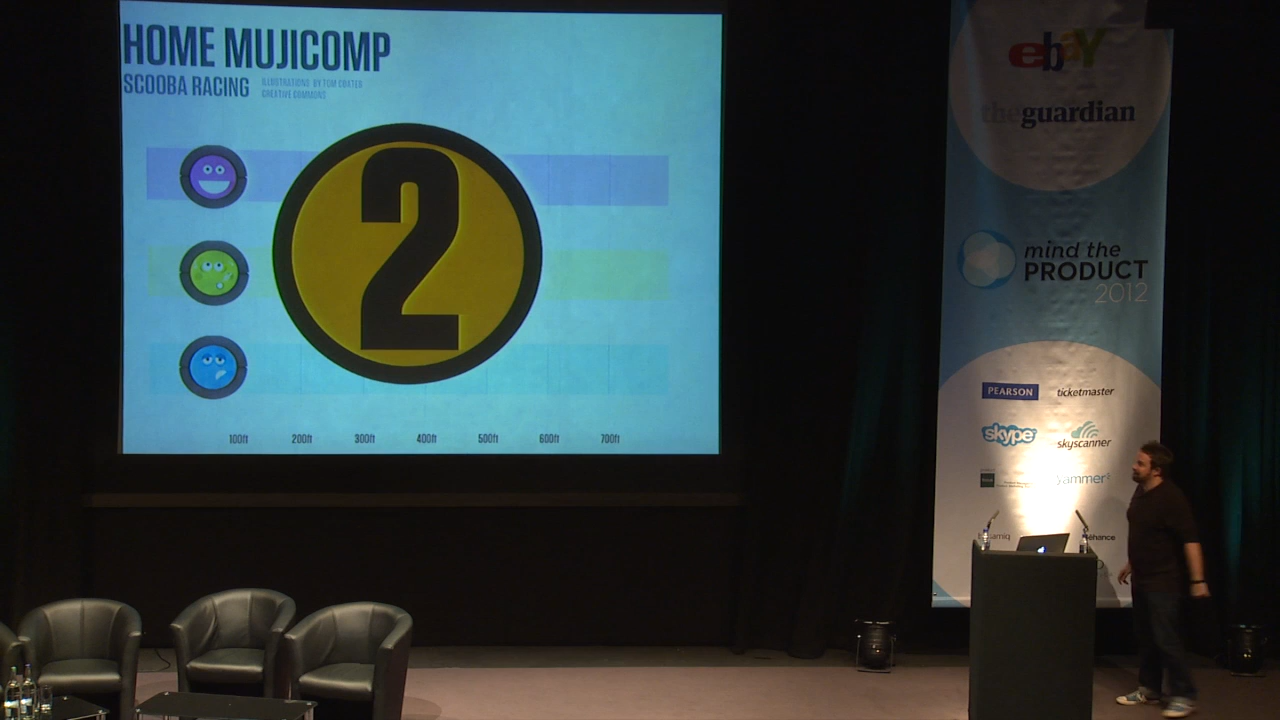 HOME MUJICOMP
SCOOBA RACING
ILLUSTRATIONS BY TOM COATES
CREATIVE COMMONS
2
100ft 200ft 300ft 400ft 500ft 600ft 700ft
ebaY
theguardian
mind the
PRODUCT
2012
PEARSON ticketmaster
skype skyscanner
ammer